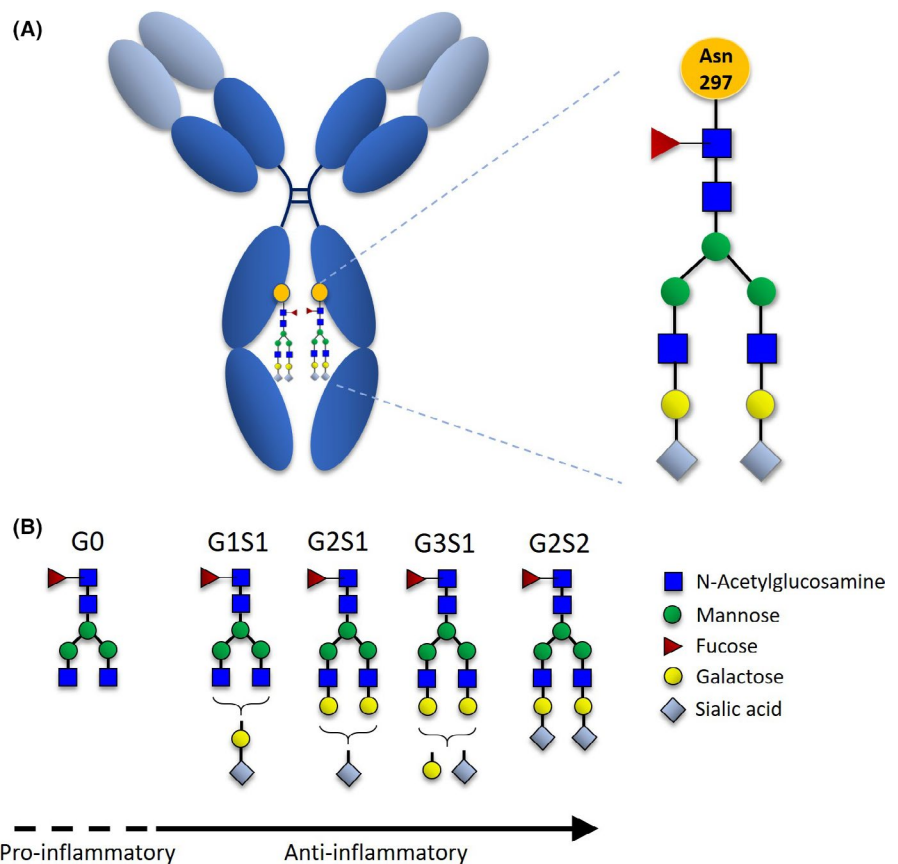 (A)
Asn
297
(B)
G0
G1S1
G2S1
G3S1
G2S2
N-Acetylglucosamine
Mannose
Fucose
Galactose
Sialic acid
Pro-inflammatory
Anti-inflammatory